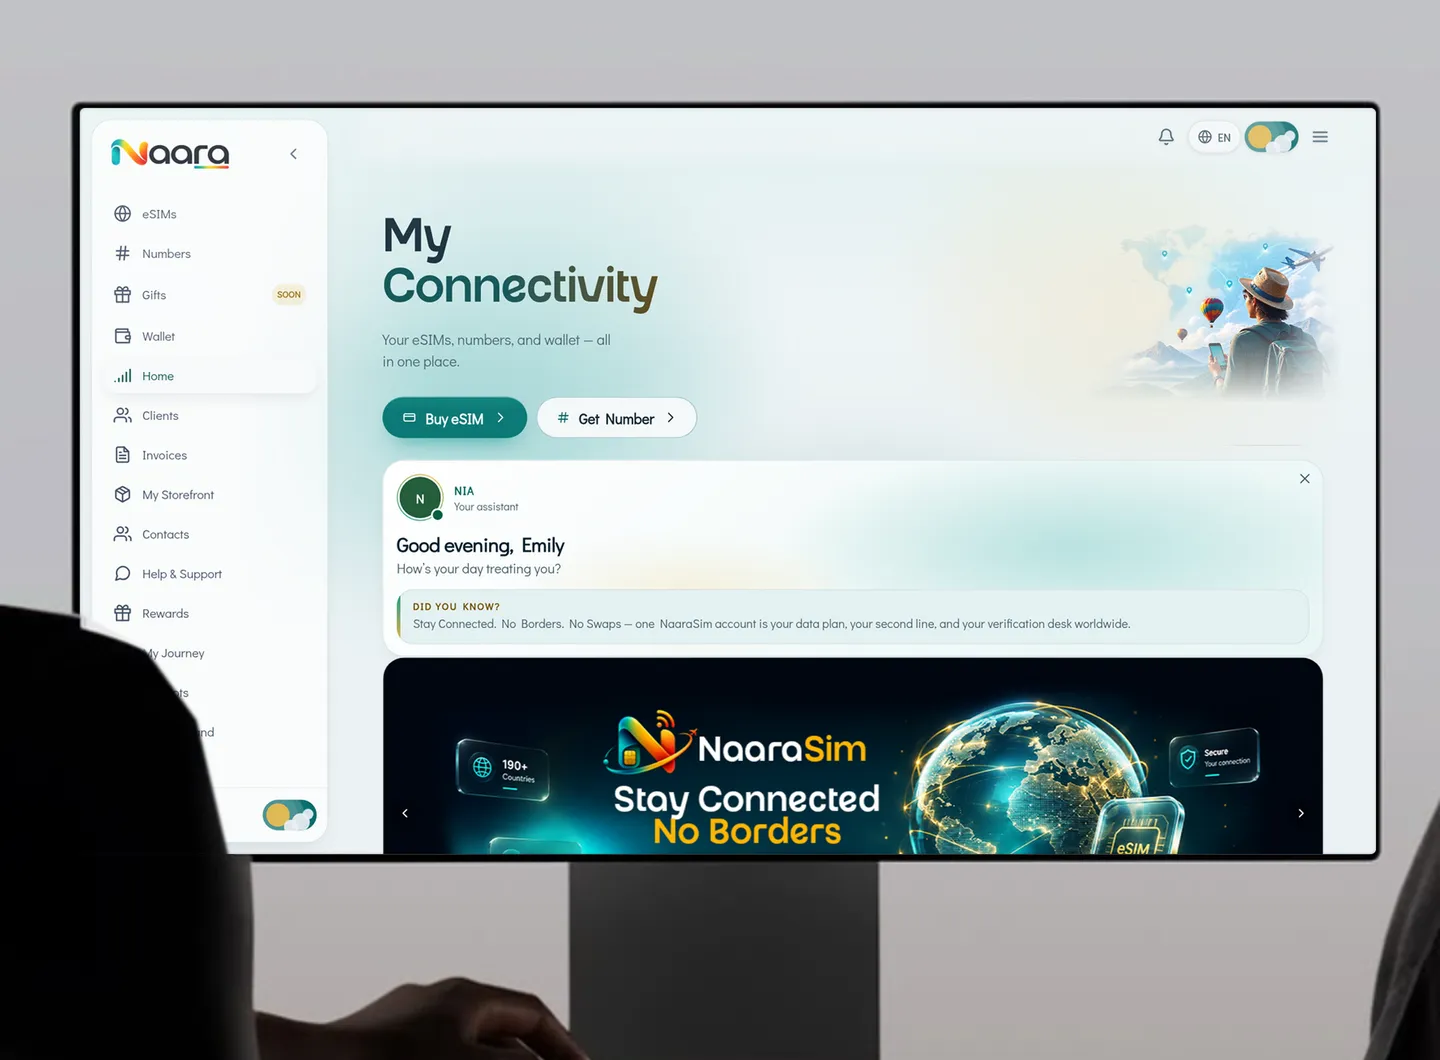 Naara
eSIMs
Numbers
Gifts
SOON
Wallet
Home
Clients
Invoices
My Storefront
Contacts
Help & Support
Rewards
My Journey
EN
My
Connectivity
Your eSIMs, numbers, and wallet — all
in one place.
Buy eSIM
# Get Number
N
NIA
Your assistant
Good evening, Emily
How's your day treating you?
DID YOU KNOW?
Stay Connected. No Borders. No Swaps — one NaaraSim account is your data plan, your second line, and your verification desk worldwide.
190+
Countries
NaaraSim
Stay Connected
No Borders
Secure
Your connection
eSIM